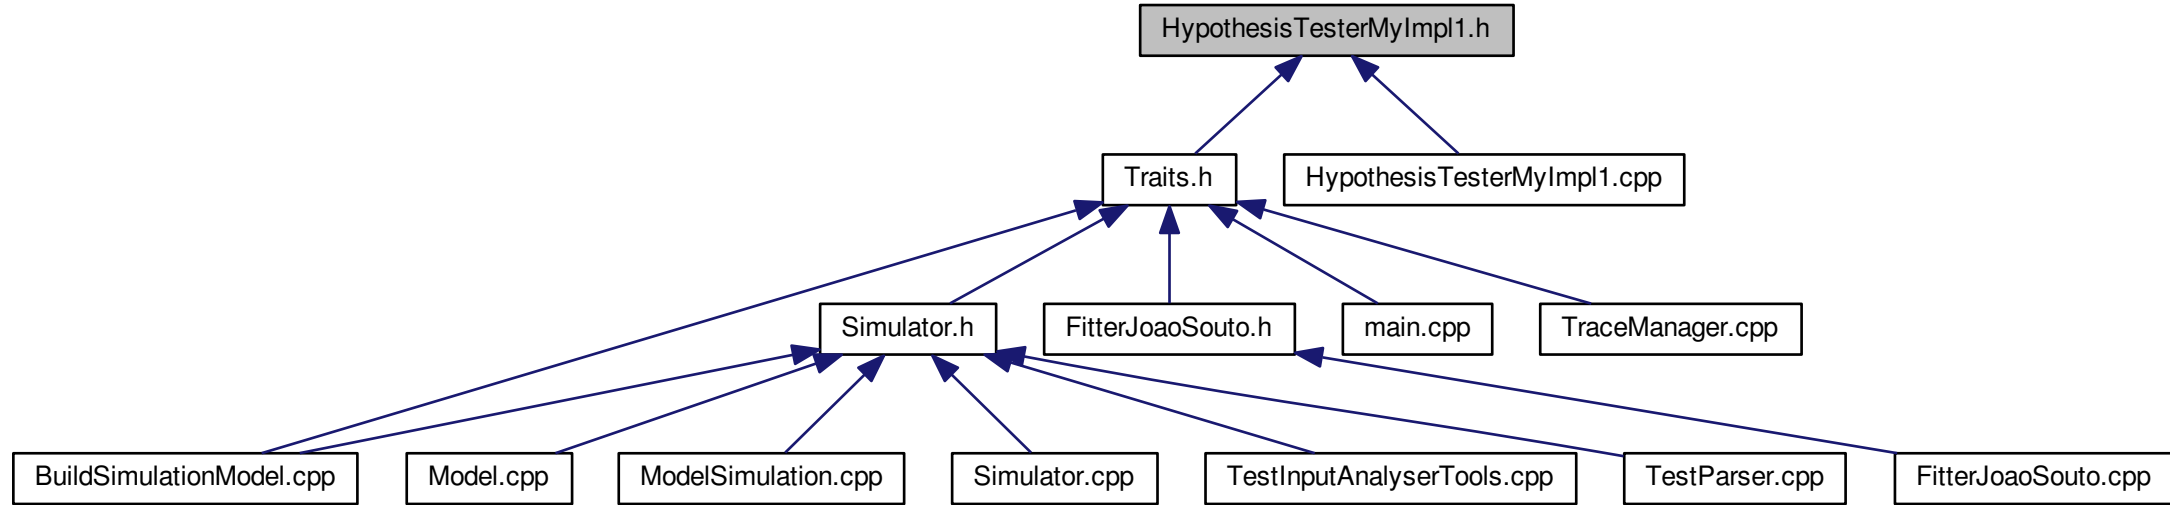 HypothesisTesterMyImpl1.h
Traits.h
HypothesisTesterMyImpl1.cpp
Simulator.h
FitterJoaoSouto.h
main.cpp
TraceManager.cpp
BuildSimulationModel.cpp
Model.cpp
ModelSimulation.cpp
Simulator.cpp
TestInputAnalyserTools.cpp
TestParser.cpp
FitterJoaoSouto.cpp